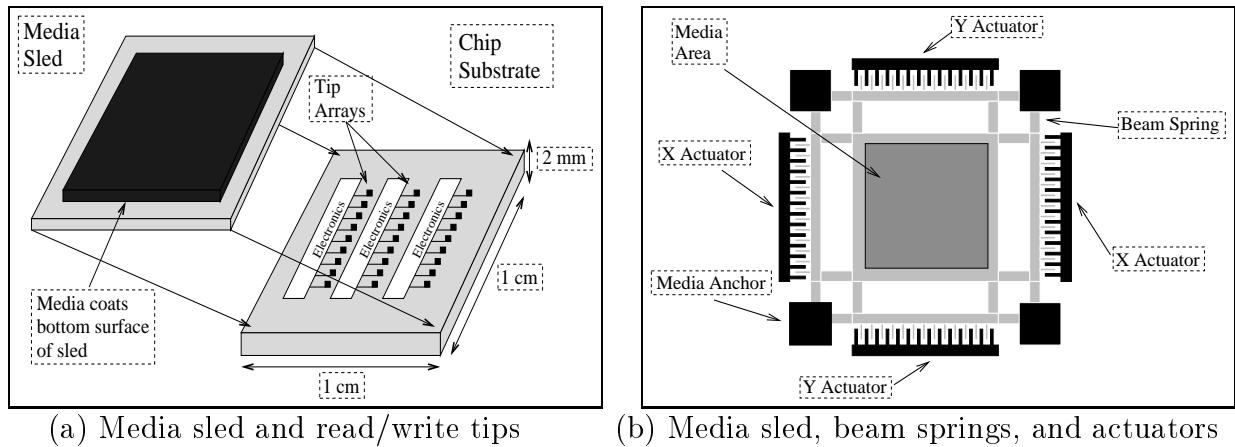 Media
Sled
Chip
Substrate
Tip
Arrays
2 mm
Electronics
Electronics
Electronics
1 cm
Media coats
bottom surface
of sled
1 cm
(a) Media sled and read/write tips
Media
Area
Y Actuator
Beam Spring
X Actuator
X Actuator
Media Anchor
Y Actuator
(b) Media sled, beam springs, and actuators